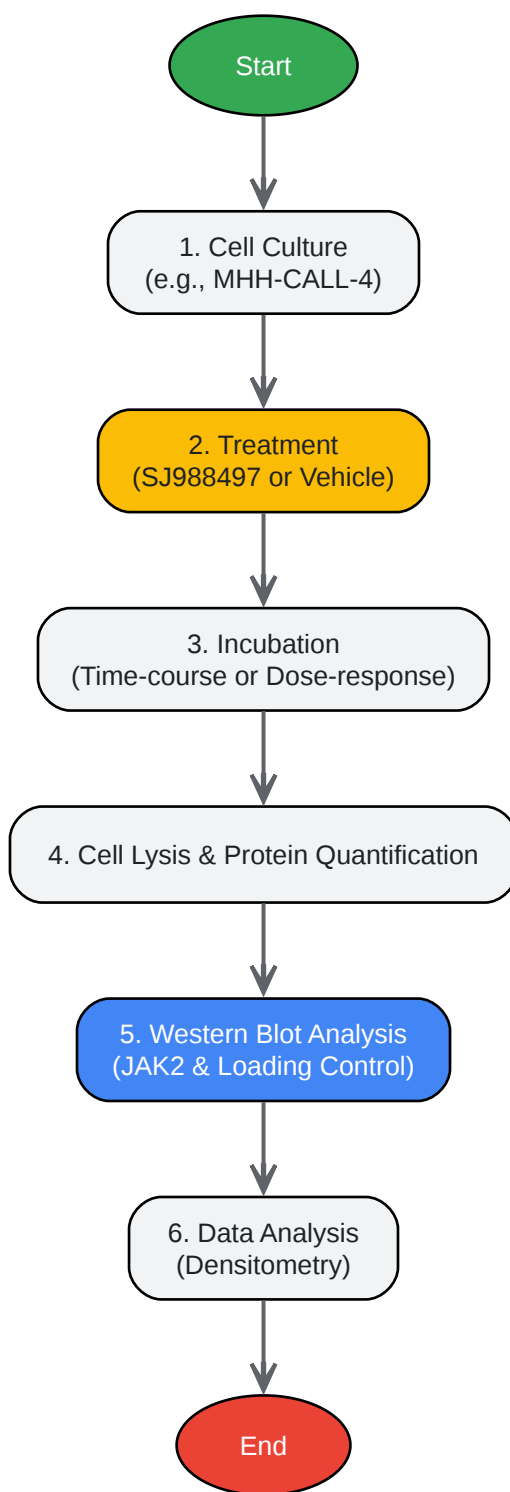 Start
1. Cell Culture
(e.g., MHH-CALL-4)
2. Treatment
(SJ988497 or Vehicle)
3. Incubation
(Time-course or Dose-response)
4. Cell Lysis & Protein Quantification
5. Western Blot Analysis
(JAK2 & Loading Control)
6. Data Analysis
(Densitometry)
End